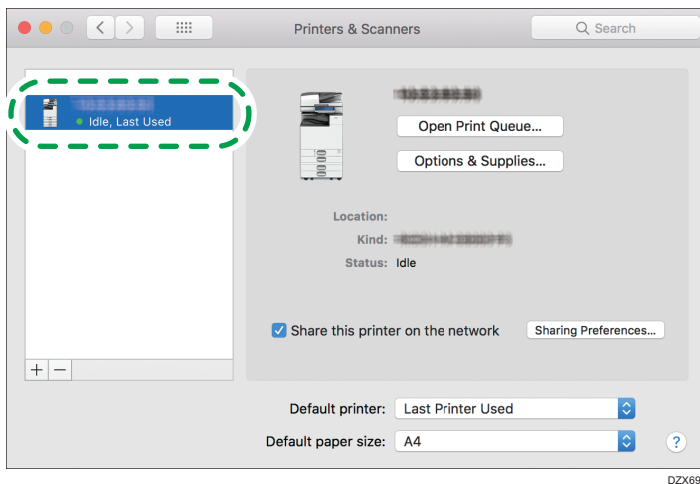 Printers & Scanners
Search
Idle, Last Used
Open Print Queue...
Options & Supplies...
Location:
Kind:
Status: Idle
Share this printer on the network
Sharing Preferences...
+ −
Default printer: Last Printer Used
Default paper size: A4
?
DZX69